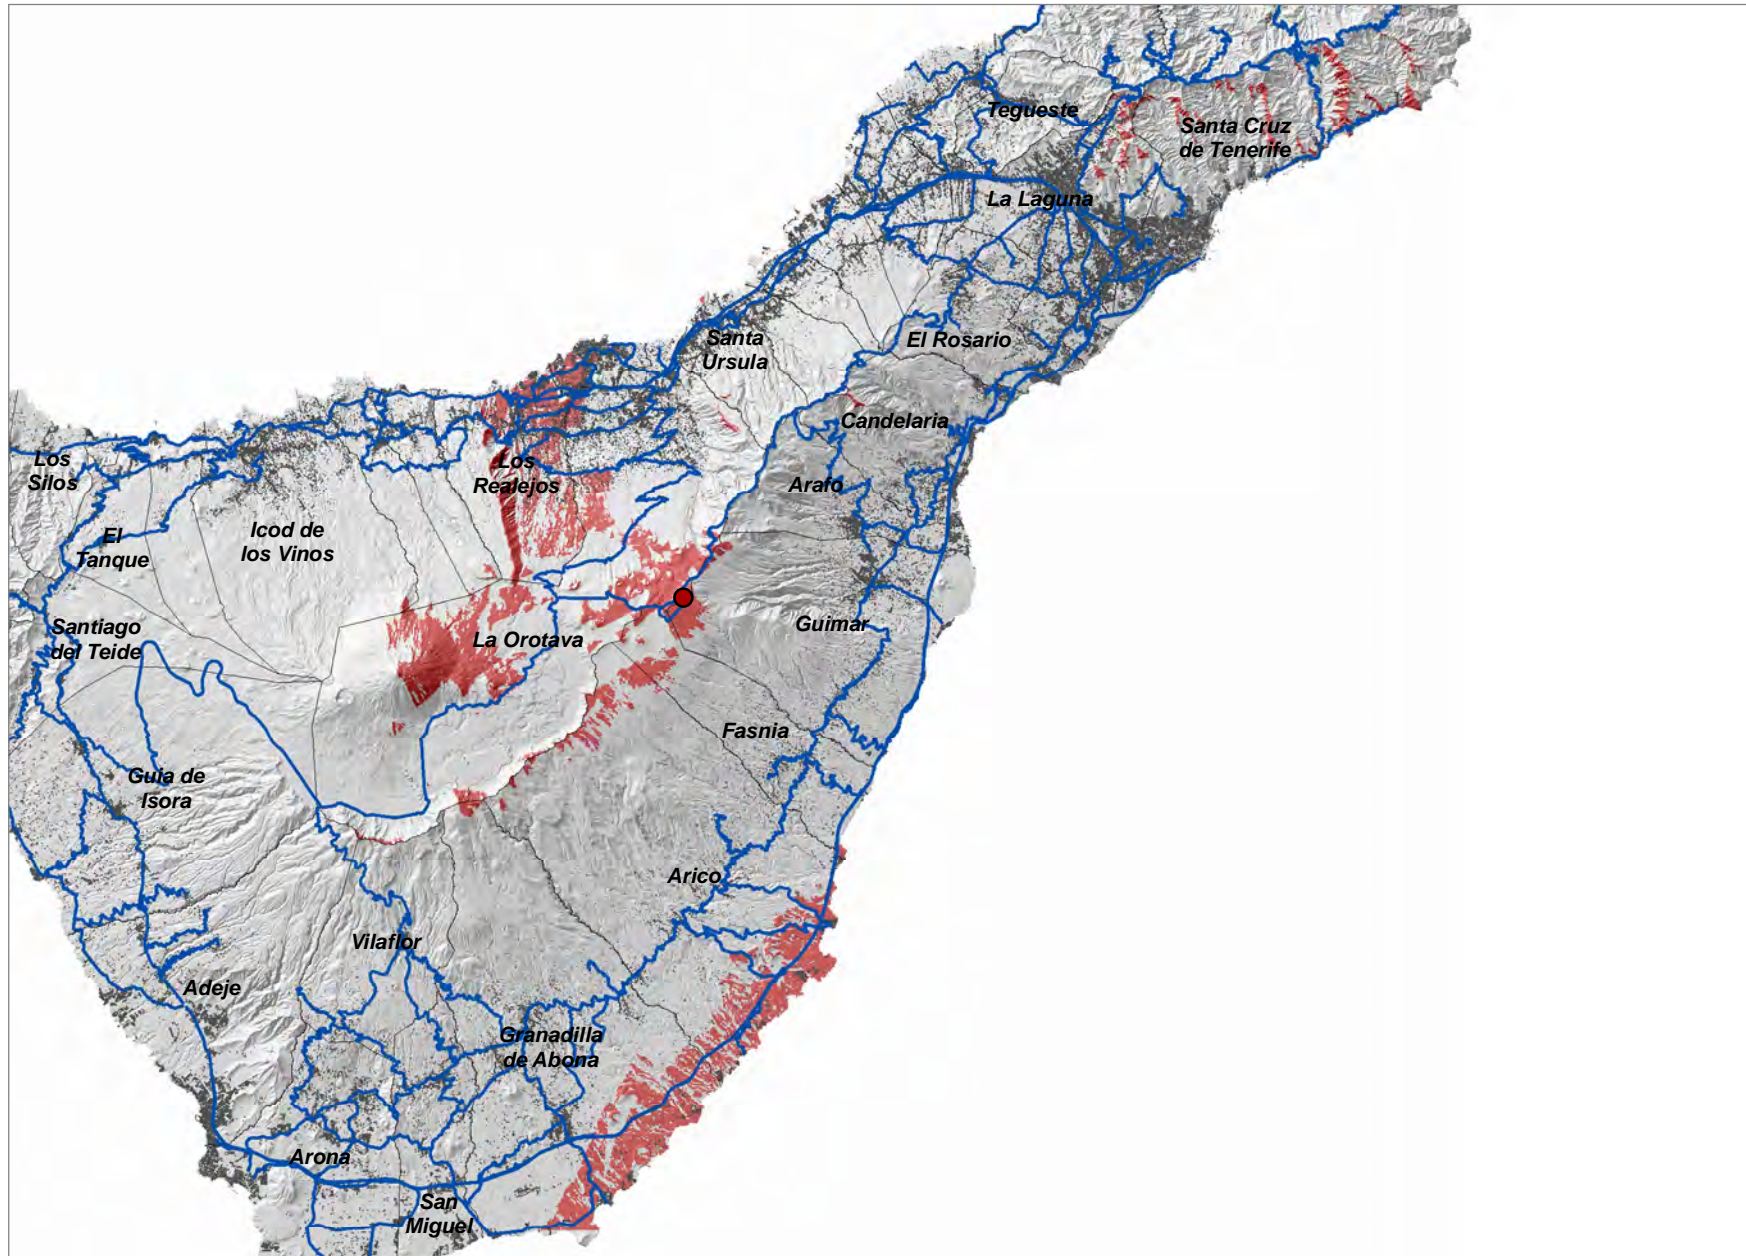 Tegueste
Santa Cruz
de Tenerife
La Laguna
Santa
Ursula
El Rosario
Candelaria
Los
Silos
Los
Realejos
Arafo
Icod de
los Vinos
El
Tanque
Santiago
del Teide
La Orotava
Guimar
Fasnia
Guia de
Isora
Arico
Vilaflor
Adeje
Granadilla
de Abona
Arona
San
Miguel